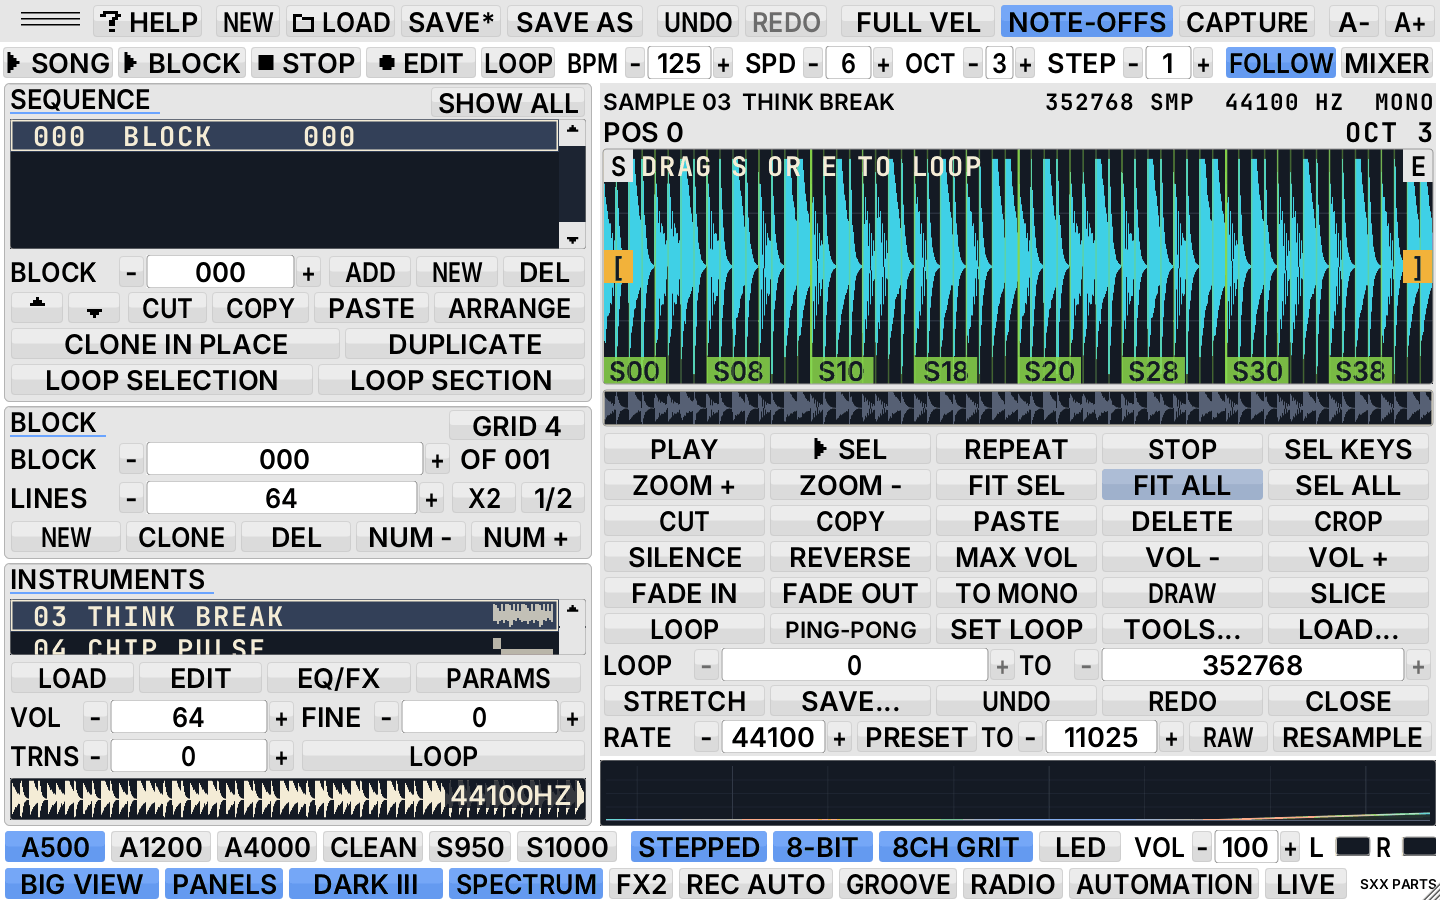 HELP NEW LOAD SAVE* SAVE AS UNDO REDO FULL VEL NOTE-OFFS CAPTURE A- A+
SONG BLOCK STOP EDIT LOOP BPM - 125 + SPD - 6 + OCT - 3 + STEP - 1 + FOLLOW MIXER
SEQUENCE SHOW ALL
000 BLOCK 000
BLOCK - 000 + ADD NEW DEL
CUT COPY PASTE ARRANGE
CLONE IN PLACE DUPLICATE
LOOP SELECTION LOOP SECTION
BLOCK GRID 4
BLOCK - 000 + OF 001
LINES - 64 + X2 1/2
NEW CLONE DEL NUM - NUM +
INSTRUMENTS
03 THINK BREAK
04 CHIP PULSE
LOAD EDIT EQ/FX PARAMS
VOL - 64 + FINE - 0 +
TRNS - 0 + LOOP
44100HZ
SAMPLE 03 THINK BREAK 352768 SMP 44100 HZ MONO
POS 0 OCT 3
S DRAG S OR E TO LOOP E
[ ]
S00 S08 S10 S18 S20 S28 S30 S38
PLAY SEL REPEAT STOP SEL KEYS
ZOOM + ZOOM - FIT SEL FIT ALL SEL ALL
CUT COPY PASTE DELETE CROP
SILENCE REVERSE MAX VOL VOL - VOL +
FADE IN FADE OUT TO MONO DRAW SLICE
LOOP PING-PONG SET LOOP TOOLS... LOAD...
LOOP - 0 + TO - 352768 +
STRETCH SAVE... UNDO REDO CLOSE
RATE - 44100 + PRESET TO - 11025 + RAW RESAMPLE
A500 A1200 A4000 CLEAN S950 S1000 STEPPED 8-BIT 8CH GRIT LED VOL - 100 + L R
BIG VIEW PANELS DARK III SPECTRUM FX2 REC AUTO GROOVE RADIO AUTOMATION LIVE SXX PARTS